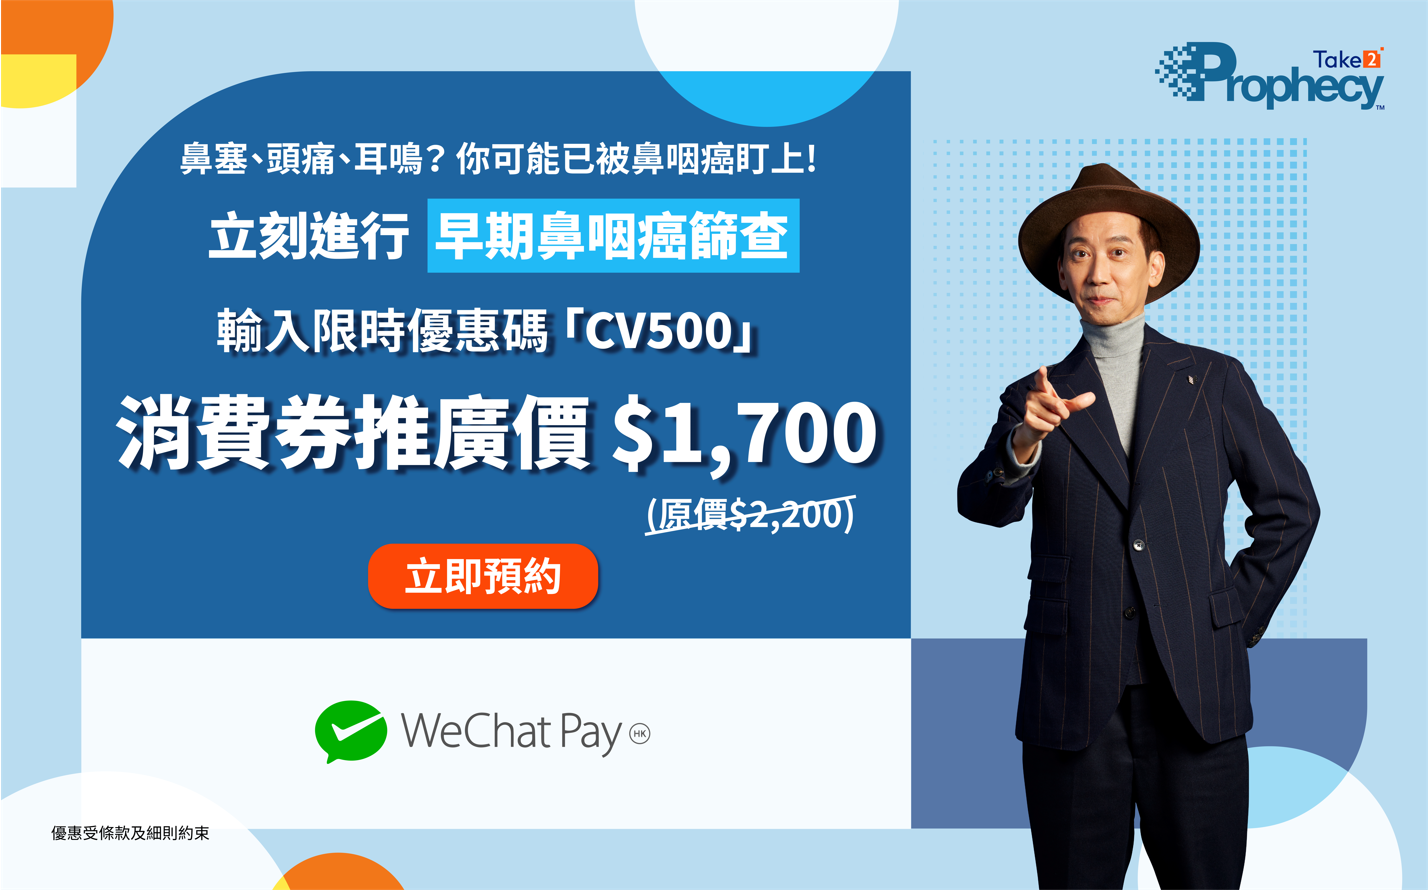 Take2
Prophecy™
鼻塞、頭痛、耳鳴？你可能已被鼻咽癌盯上！
立刻進行 早期鼻咽癌篩查
輸入限時優惠碼「CV500」
消費券推廣價 $1,700
(原價$2,200)
立即預約
WeChat Pay HK
優惠受條款及細則約束